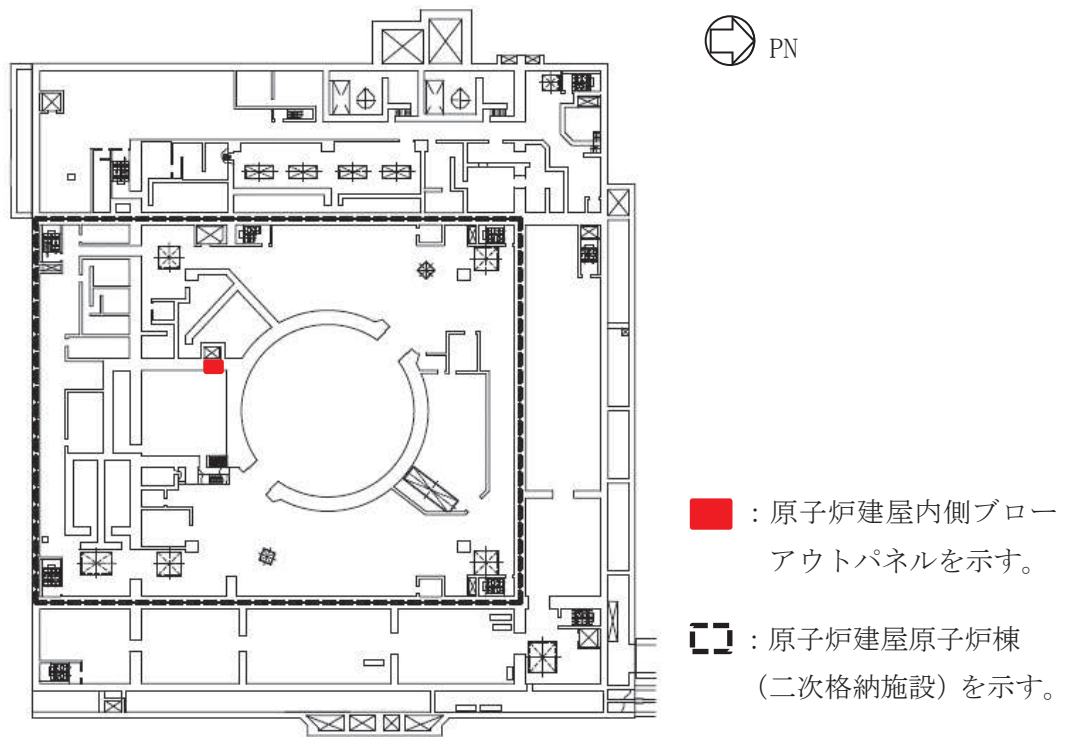 PN
：原子炉建屋内側ブロー
アウトパネルを示す。
：原子炉建屋原子炉棟
（二次格納施設）を示す。